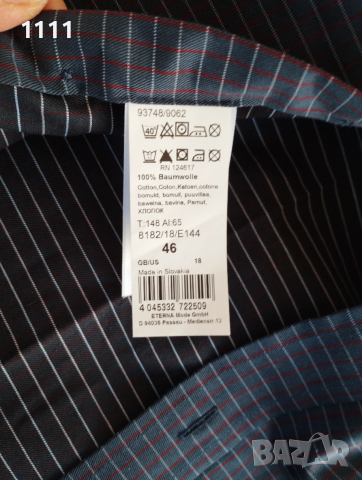 1111
93748/9062
40
RN 124617
100% Baumwolle
Cotton,Coton,Katoen,cotone
bomuld, bomull, puuvillaa,
bawelna, bavlna, Pamut,
ХЛОПОК
T:148 Al:65
8182/18/E144
46
GB/US 18
Made in Slovakia
4 045332 722509
ETERNA Mode GmbH
D 94036 Passau - Medienstr.12
BAZAR